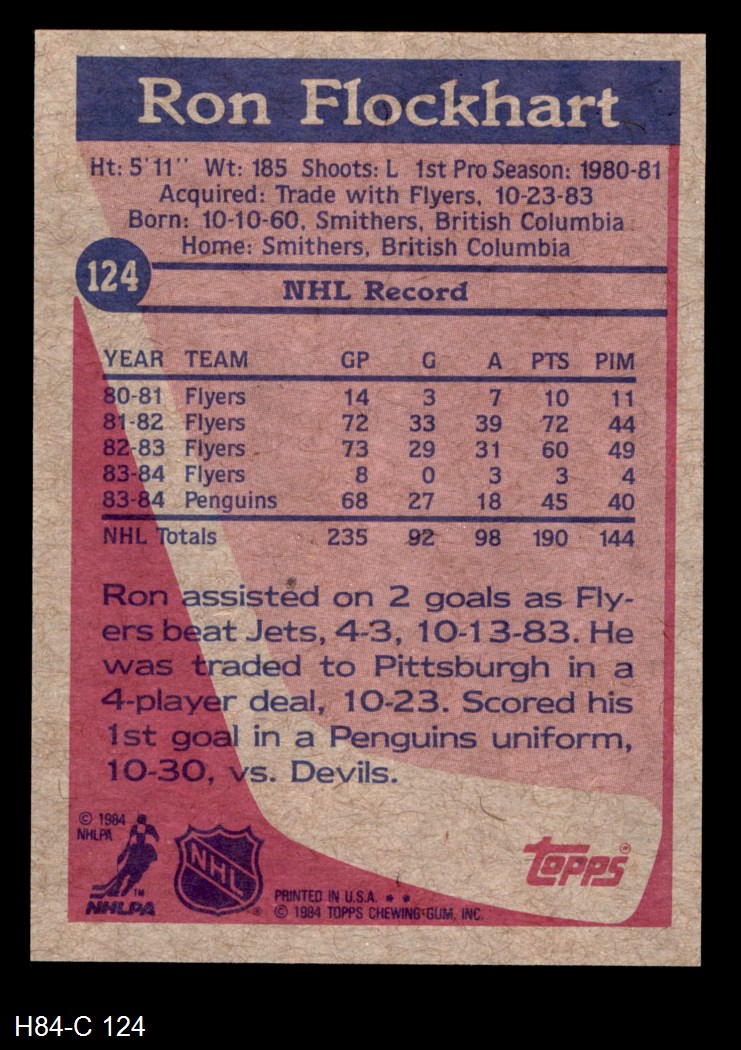 Ron Flockhart
Ht: 5'11" Wt: 185 Shoots: L 1st Pro Season: 1980-81
Acquired: Trade with Flyers, 10-23-83
Born: 10-10-60, Smithers, British Columbia
Home: Smithers, British Columbia
124
NHL Record
YEAR TEAM GP G A PTS PIM
80-81 Flyers 14 3 7 10 11
81-82 Flyers 72 33 39 72 44
82-83 Flyers 73 29 31 60 49
83-84 Flyers 8 0 3 3 4
83-84 Penguins 68 27 18 45 40
NHL Totals 235 92 98 190 144
Ron assisted on 2 goals as Fly-
ers beat Jets, 4-3, 10-13-83. He
was traded to Pittsburgh in a
4-player deal, 10-23. Scored his
1st goal in a Penguins uniform,
10-30, vs. Devils.
© 1984
NHLPA
TM
NHLPA
NHL ®
PRINTED IN U.S.A. * *
© 1984 TOPPS CHEWING GUM, INC.
Topps ®
H84-C 124